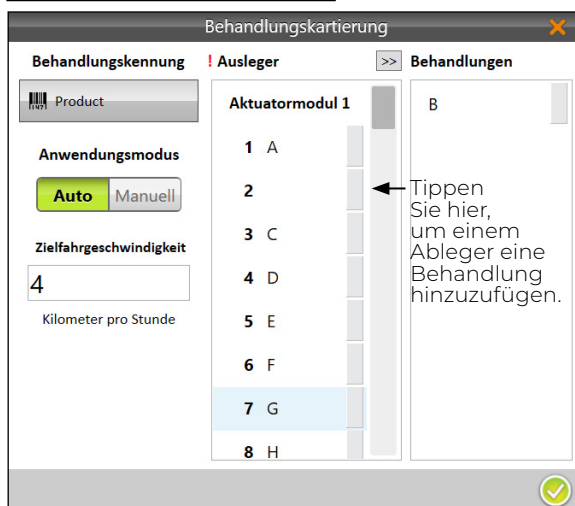 Behandlungskartierung
Behandlungskennung
Product
Anwendungsmodus
Auto Manuell
Zielfahrgeschwindigkeit
4
Kilometer pro Stunde
! Ausleger >>
Aktuatormodul 1
1 A
2
3 C
4 D
5 E
6 F
7 G
8 H
Behandlungen
B
Tippen
Sie hier,
um einem
Ableger eine
Behandlung
hinzuzufügen.